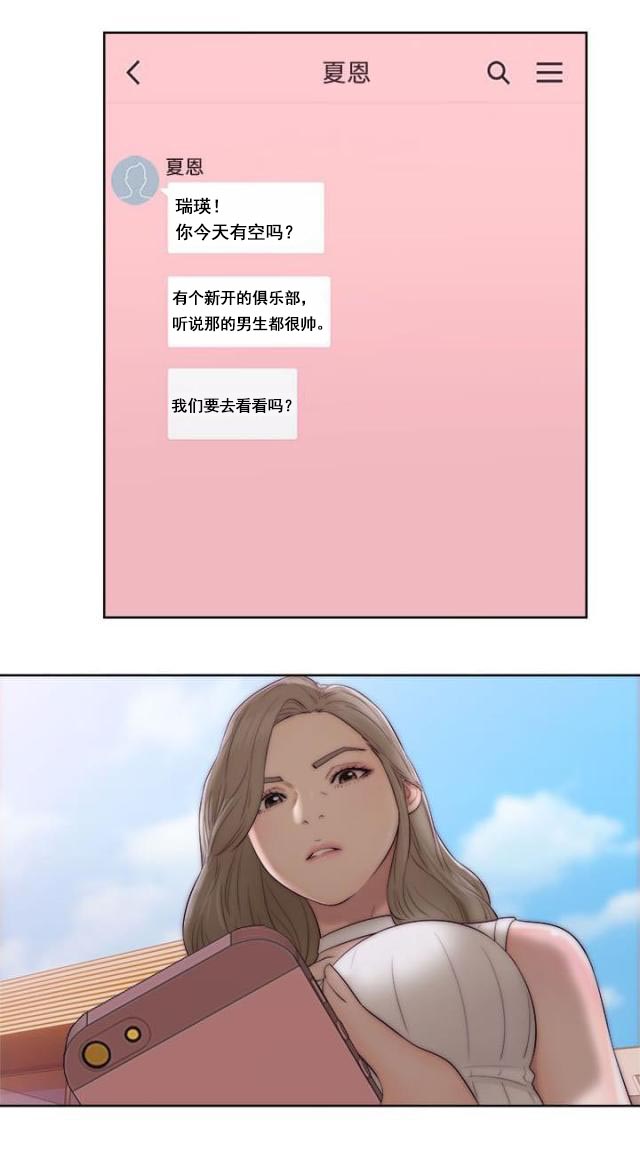 夏恩
夏恩
瑞瑛！
你今天有空吗？
有个新开的俱乐部，
听说那的男生都很帅。
我们要去看看吗？